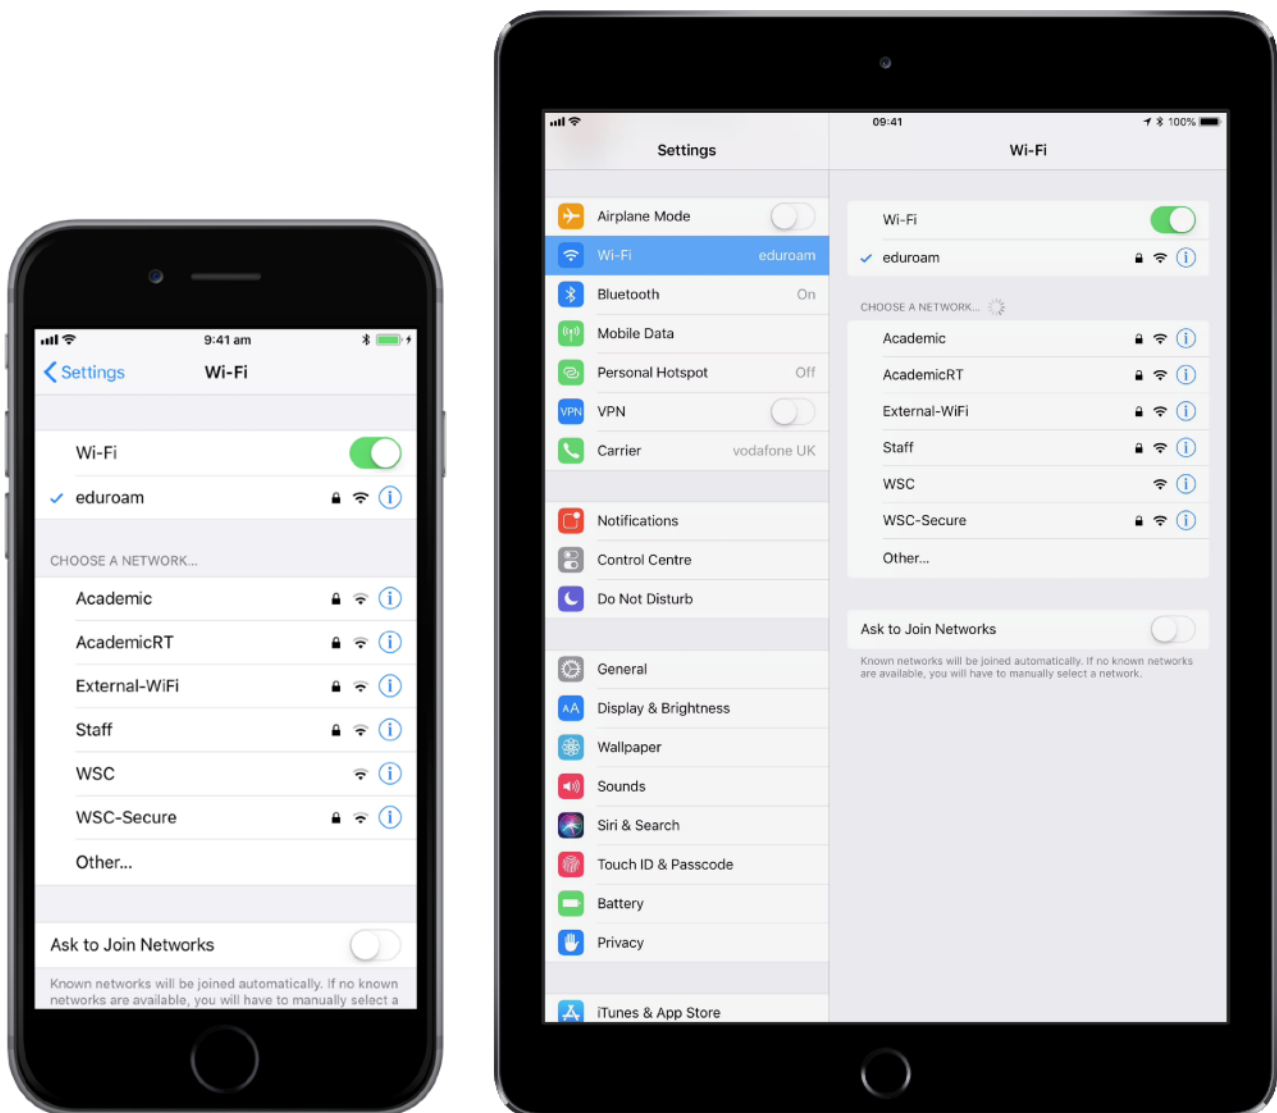 9:41 am
Settings
Wi-Fi
Wi-Fi
eduroam
CHOOSE A NETWORK...
Academic
AcademicRT
External-WiFi
Staff
WSC
WSC-Secure
Other...
Ask to Join Networks
Known networks will be joined automatically. If no known
networks are available, you will have to manually select a
09:41
100%
Settings
Airplane Mode
Wi-Fi eduroam
Bluetooth On
Mobile Data
Personal Hotspot Off
VPN VPN
Carrier vodafone UK
Notifications
Control Centre
Do Not Disturb
General
AA Display & Brightness
Wallpaper
Sounds
Siri & Search
Touch ID & Passcode
Battery
Privacy
iTunes & App Store
Wi-Fi
Wi-Fi
eduroam
CHOOSE A NETWORK...
Academic
AcademicRT
External-WiFi
Staff
WSC
WSC-Secure
Other...
Ask to Join Networks
Known networks will be joined automatically. If no known networks
are available, you will have to manually select a network.